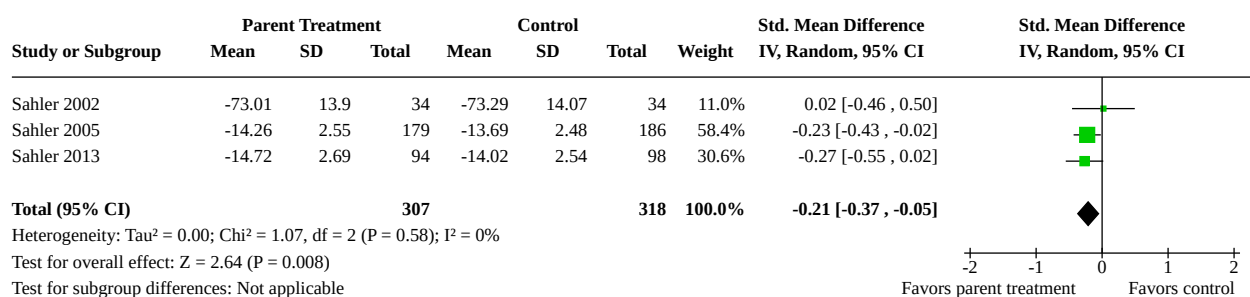 Parent Treatment Control Std. Mean Difference Std. Mean Difference
Study or Subgroup Mean SD Total Mean SD Total Weight IV, Random, 95% CI IV, Random, 95% CI
Sahler 2002 -73.01 13.9 34 -73.29 14.07 34 11.0% 0.02 [-0.46 , 0.50]
Sahler 2005 -14.26 2.55 179 -13.69 2.48 186 58.4% -0.23 [-0.43 , -0.02]
Sahler 2013 -14.72 2.69 94 -14.02 2.54 98 30.6% -0.27 [-0.55 , 0.02]
Total (95% CI) 307 318 100.0% -0.21 [-0.37 , -0.05]
Heterogeneity: Tau² = 0.00; Chi² = 1.07, df = 2 (P = 0.58); I² = 0%
Test for overall effect: Z = 2.64 (P = 0.008) -2 -1 0 1 2
Test for subgroup differences: Not applicable Favors parent treatment Favors control